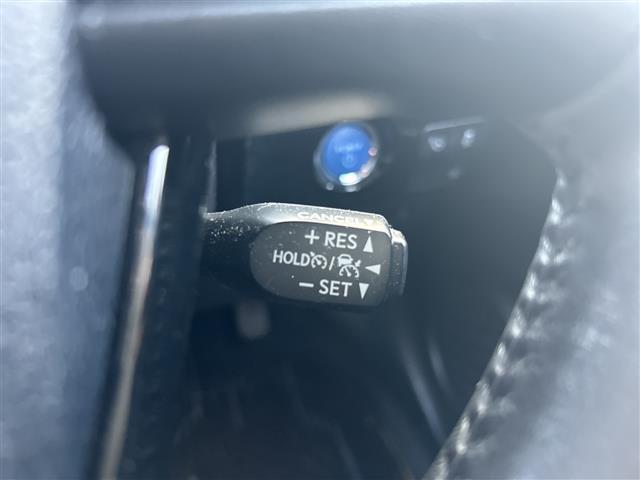 CANCEL
+ RES ▲
HOLD / ◀
− SET ▼